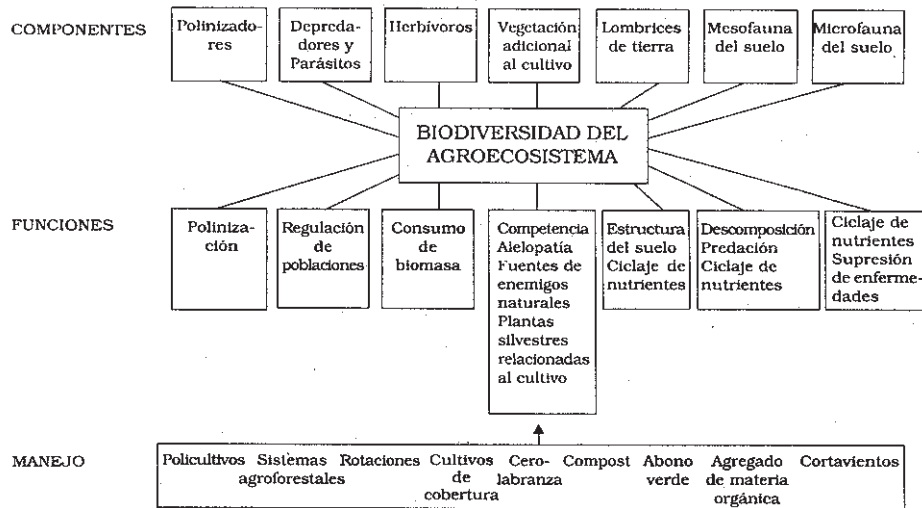 COMPONENTES
Polinizado-
res
Depreda-
dores y
Parásitos
Herbívoros
Vegetación
adicional
al cultivo
Lombrices
de tierra
Mesofauna
del suelo
Microfauna
del suelo
BIODIVERSIDAD DEL
AGROECOSISTEMA
FUNCIONES
Poliniza-
ción
Regulación
de
poblaciones
Consumo
de
biomasa
Competencia
Alelopatía
Fuentes de
enemigos
naturales
Plantas
silvestres
relacionadas
al cultivo
Estructura
del suelo
Ciclaje de
nutrientes
Descomposición
Predación
Ciclaje de
nutrientes
Ciclaje de
nutrientes
Supresión
de enferme-
dades
MANEJO
Policultivos
Sistemas
agroforestales
Rotaciones
Cultivos
de
cobertura
Cero-
labranza
Compost
Abono
verde
Agregado
de materia
orgánica
Cortavientos